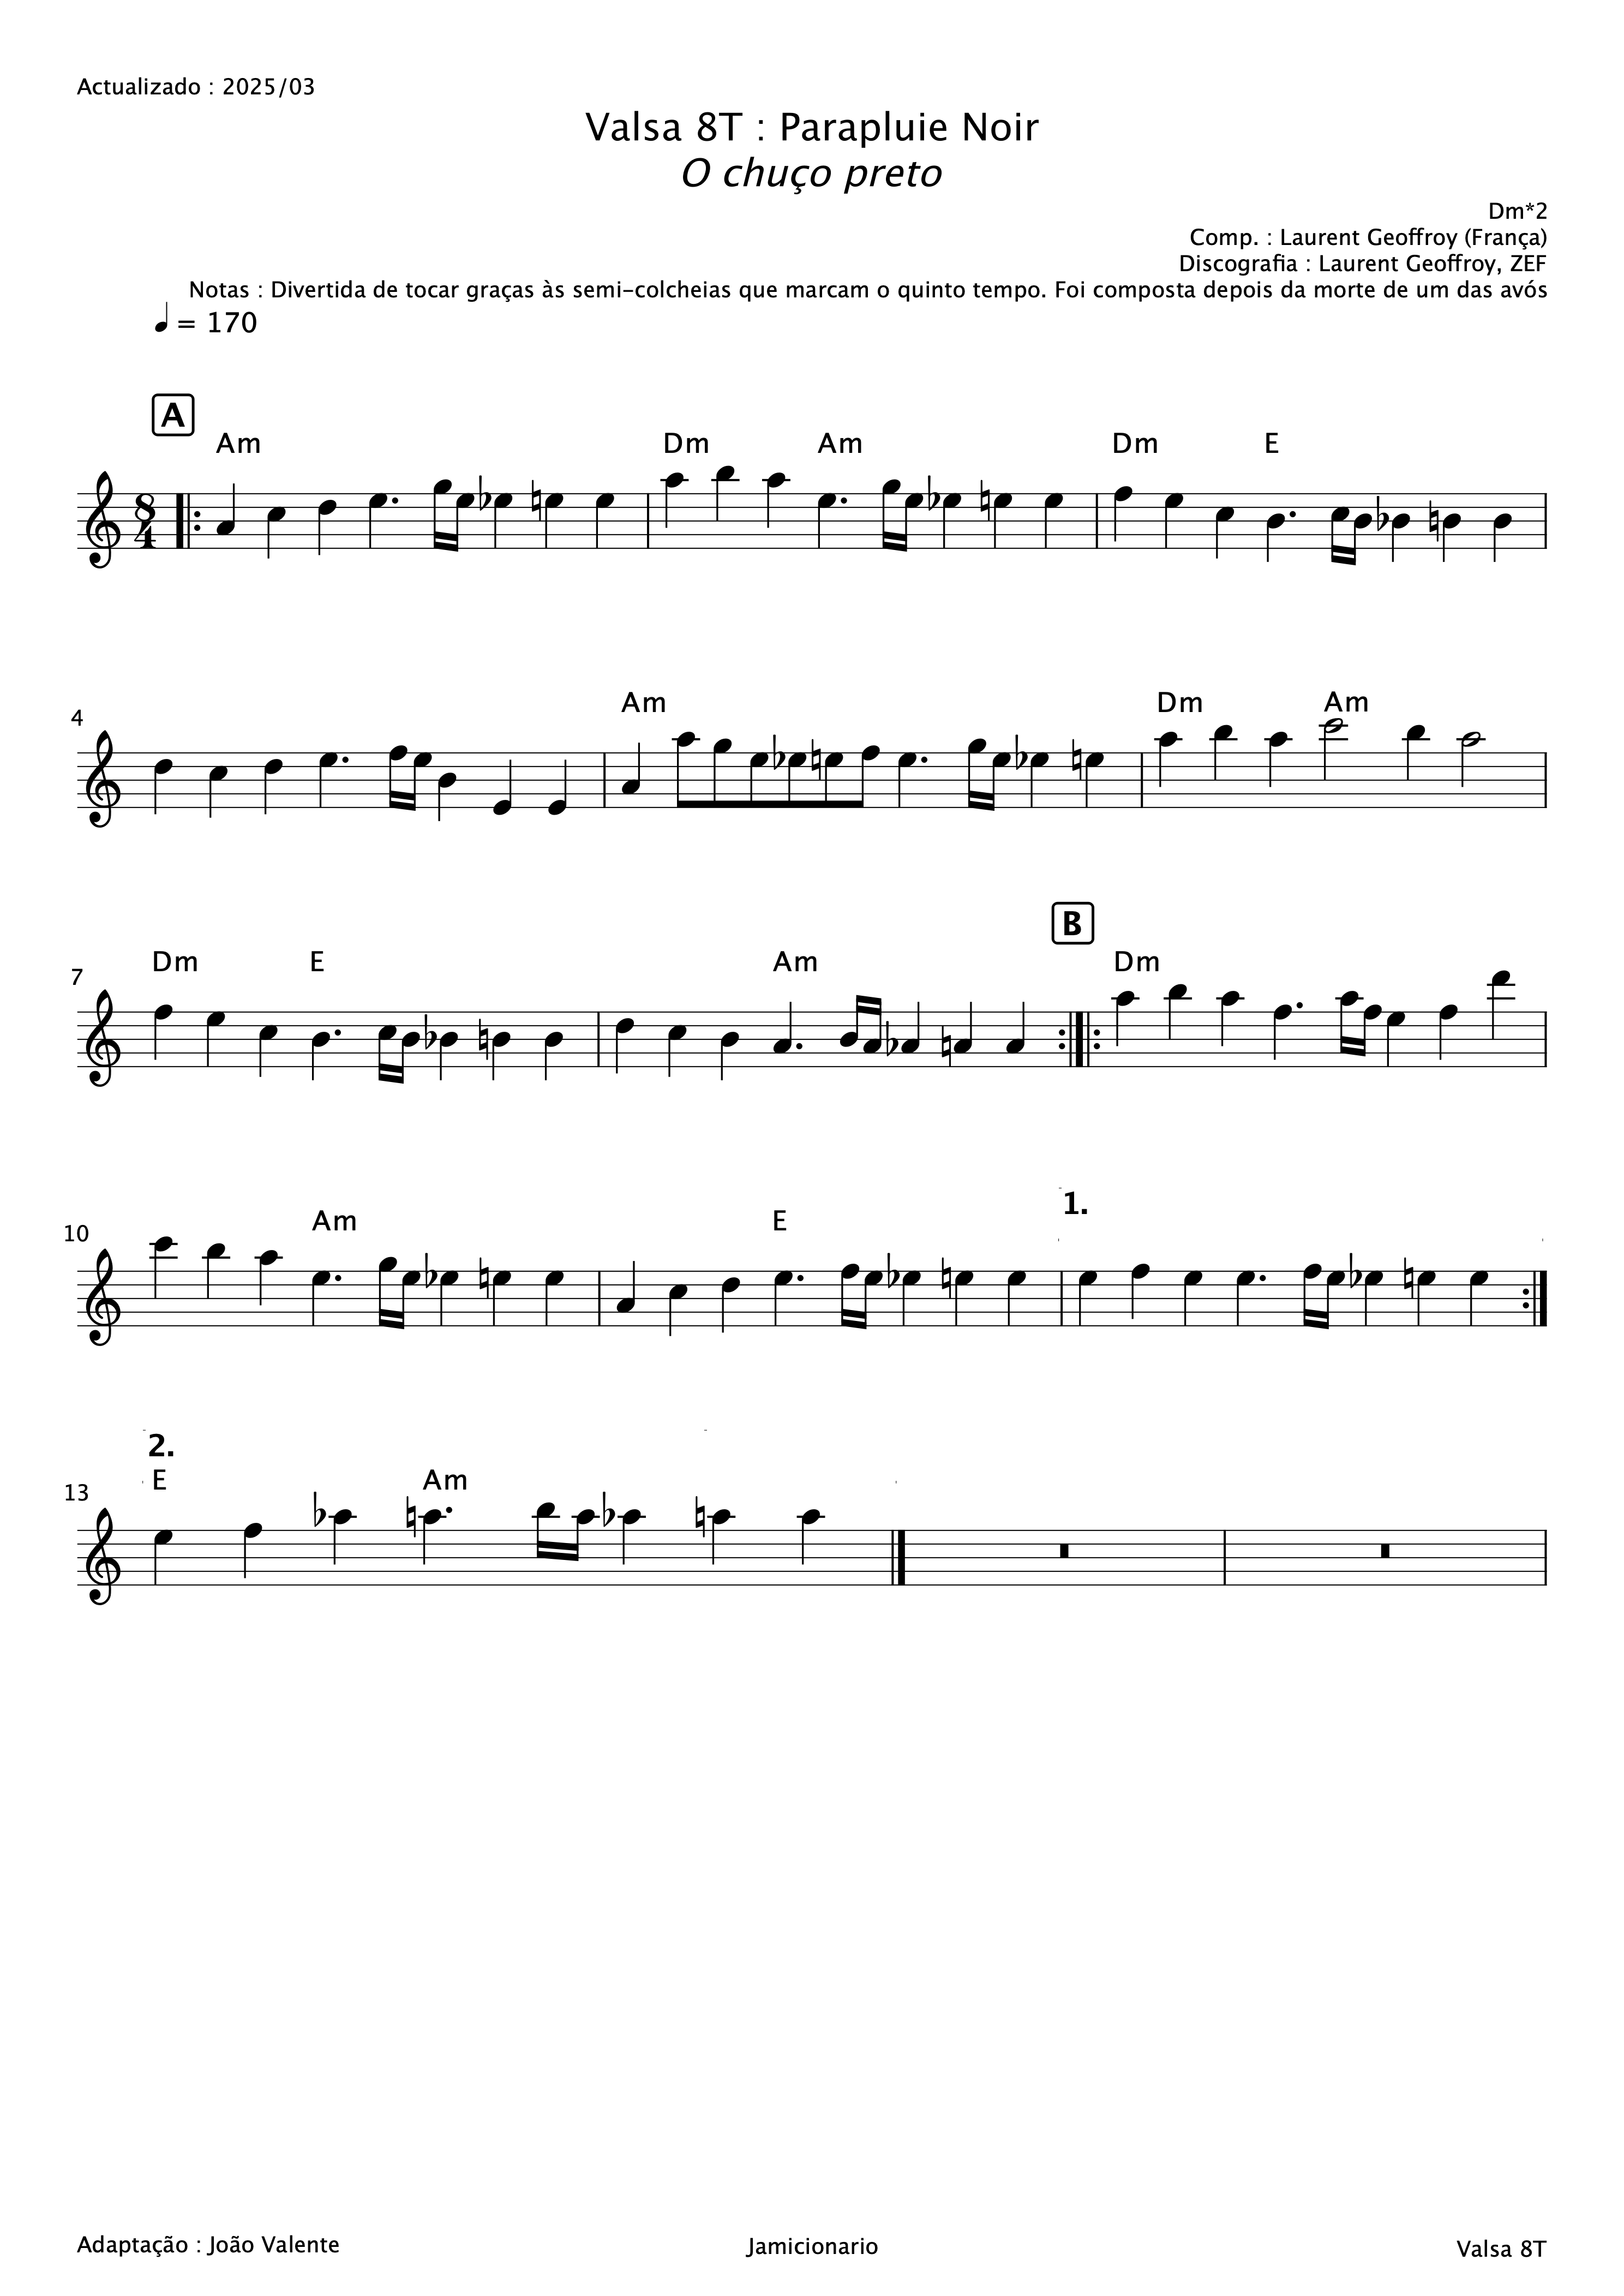 Actualizado : 2025/03
Valsa 8T : Parapluie Noir
O chuço preto
Dm*2
Comp. : Laurent Geoffroy (França)
Discografia : Laurent Geoffroy, ZEF
Notas : Divertida de tocar graças às semi-colcheias que marcam o quinto tempo. Foi composta depois da morte de um das avós
= 170
A
Am Dm Am Dm E
8
4
4 Am Dm Am
B
7 Dm E Am Dm
1.
10 Am E
2.
13 E Am
Adaptação : João Valente Jamicionario Valsa 8T